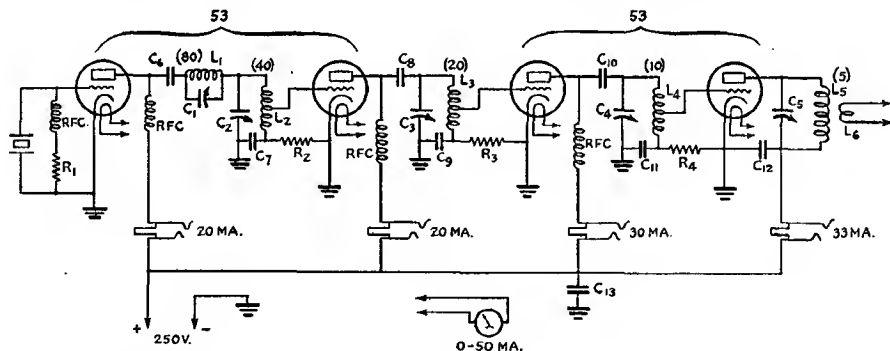 53
53
C6
(80)
L1
C1
(40)
C2
L2
C7
R2
RFC.
R1
RFC
C8
(20)
L3
C3
C9
R3
RFC
C10
(10)
L4
C4
C11
R4
RFC
(5)
L5
C5
L6
C12
20 MA.
20 MA.
30 MA.
33 MA.
C13
+
250V.
-
0-50 MA.